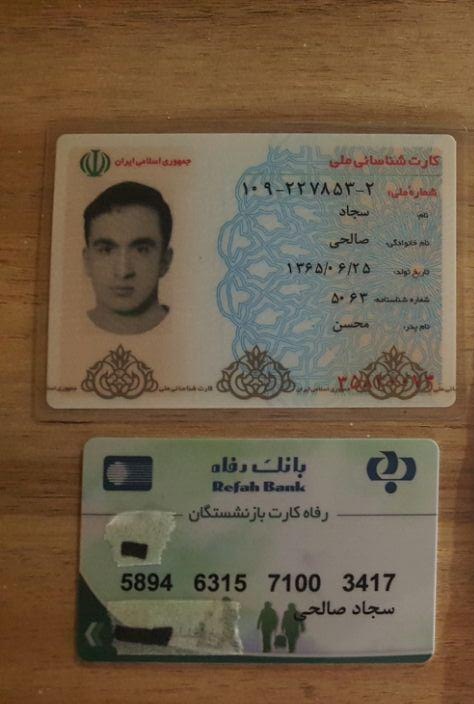 جمهوری اسلامی ایران
کارت شناسائی ملی
شماره ملی: ۱۰۹-۲۲۷۸۵۳-۲
نام: سجاد
نام خانوادگی: صالحی
تاریخ تولد: ۱۳۶۵/۰۶/۲۵
شماره شناسنامه: ۵۰۶۳
نام پدر: محسن
کارت شناسائی ملی جمهوری اسلامی ایران
بانک رفاه
Refah Bank
رفاه کارت بازنشستگان
5894 6315 7100 3417
سجاد صالحی